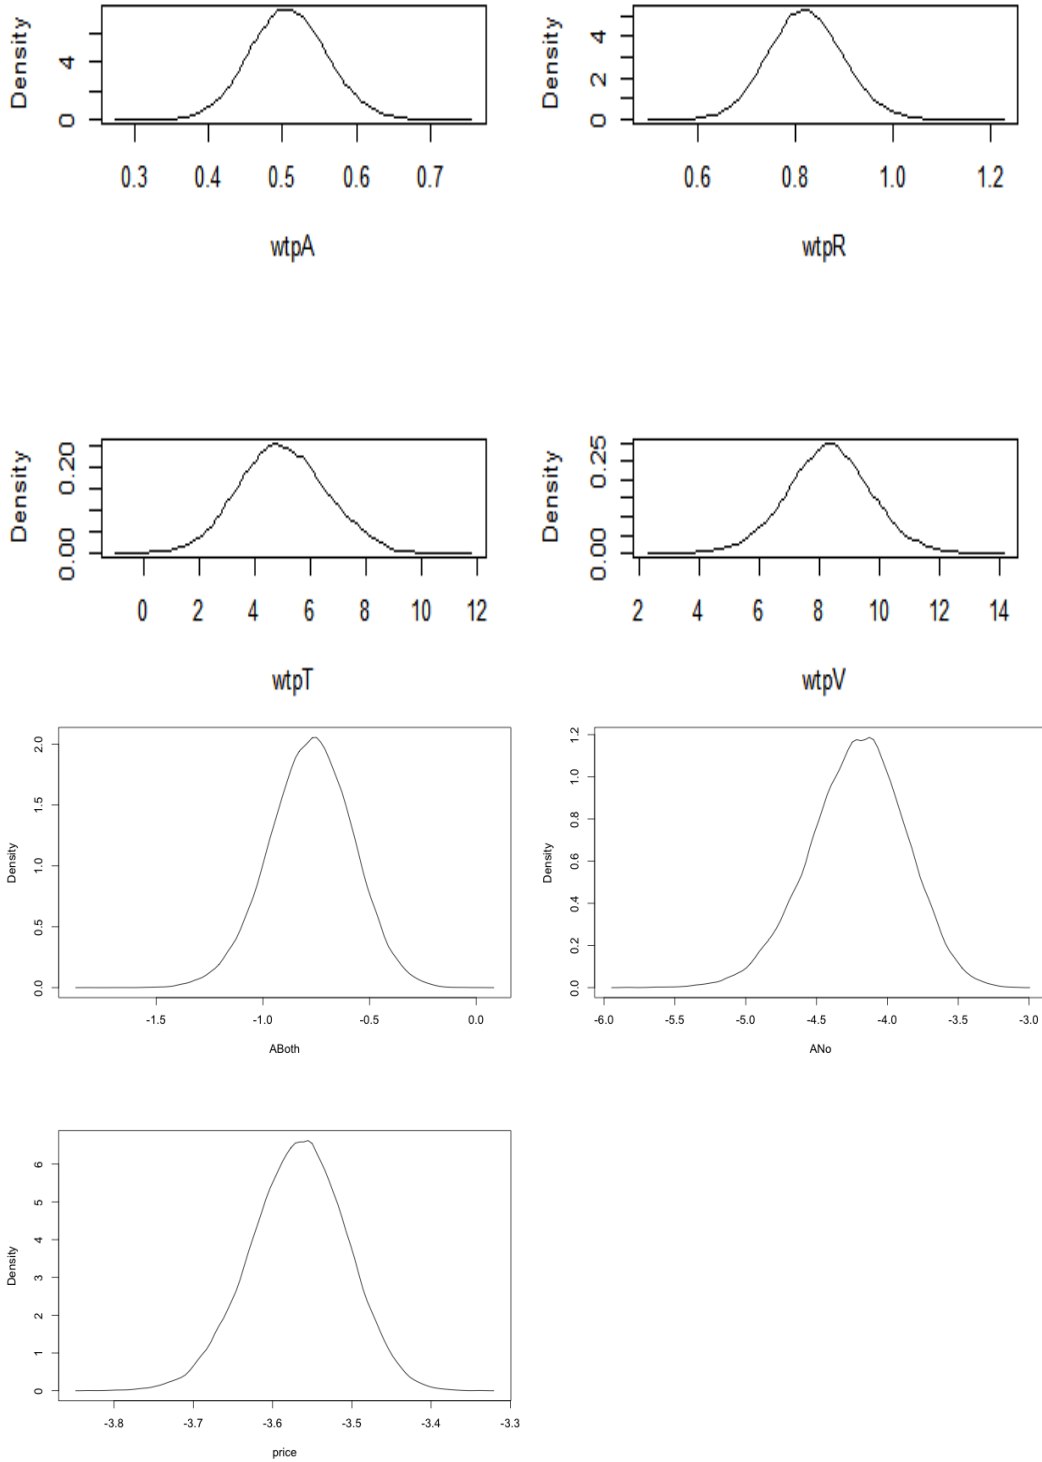 Density
4
0
0.3 0.4 0.5 0.6 0.7
wtpA
Density
4
2
0
0.6 0.8 1.0 1.2
wtpR
Density
0.20
0.00
0 2 4 6 8 10 12
wtpT
Density
0.25
0.00
2 4 6 8 10 12 14
wtpV
Density
2.0
1.5
1.0
0.5
0.0
-1.5 -1.0 -0.5 0.0
ABoth
Density
1.2
1.0
0.8
0.6
0.4
0.2
0.0
-6.0 -5.5 -5.0 -4.5 -4.0 -3.5 -3.0
ANo
Density
6
5
4
3
2
1
0
-3.8 -3.7 -3.6 -3.5 -3.4 -3.3
price